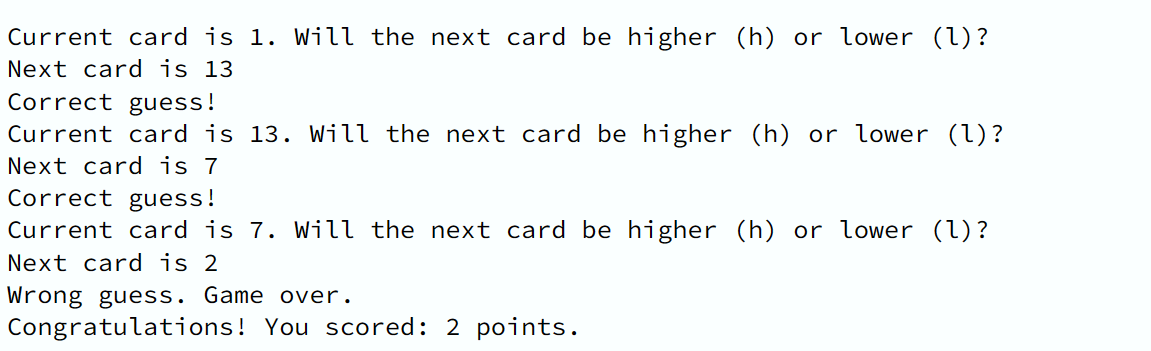 Current card is 1. Will the next card be higher (h) or lower (l)?
Next card is 13
Correct guess!
Current card is 13. Will the next card be higher (h) or lower (l)?
Next card is 7
Correct guess!
Current card is 7. Will the next card be higher (h) or lower (l)?
Next card is 2
Wrong guess. Game over.
Congratulations! You scored: 2 points.